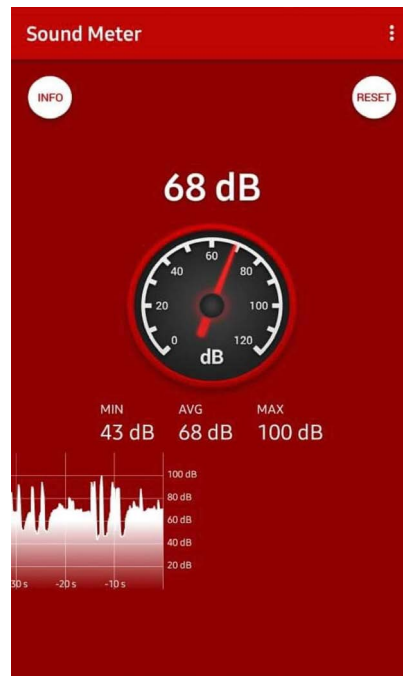 Sound Meter
INFO
RESET
68 dB
60
40 80
20 100
0 120
dB
MIN AVG MAX
43 dB 68 dB 100 dB
100 dB
80 dB
60 dB
40 dB
20 dB
30 s -20 s -10 s